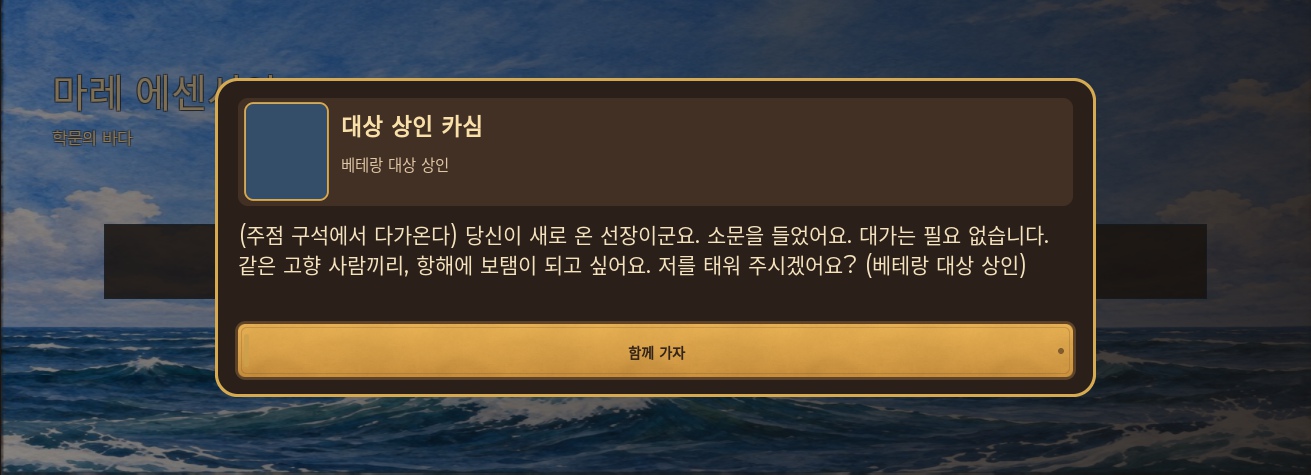 마레 에센
학문의 바다
대상 상인 카심
베테랑 대상 상인
(주점 구석에서 다가온다) 당신이 새로 온 선장이군요. 소문을 들었어요. 대가는 필요 없습니다.
같은 고향 사람끼리, 항해에 보탬이 되고 싶어요. 저를 태워 주시겠어요? (베테랑 대상 상인)
함께 가자